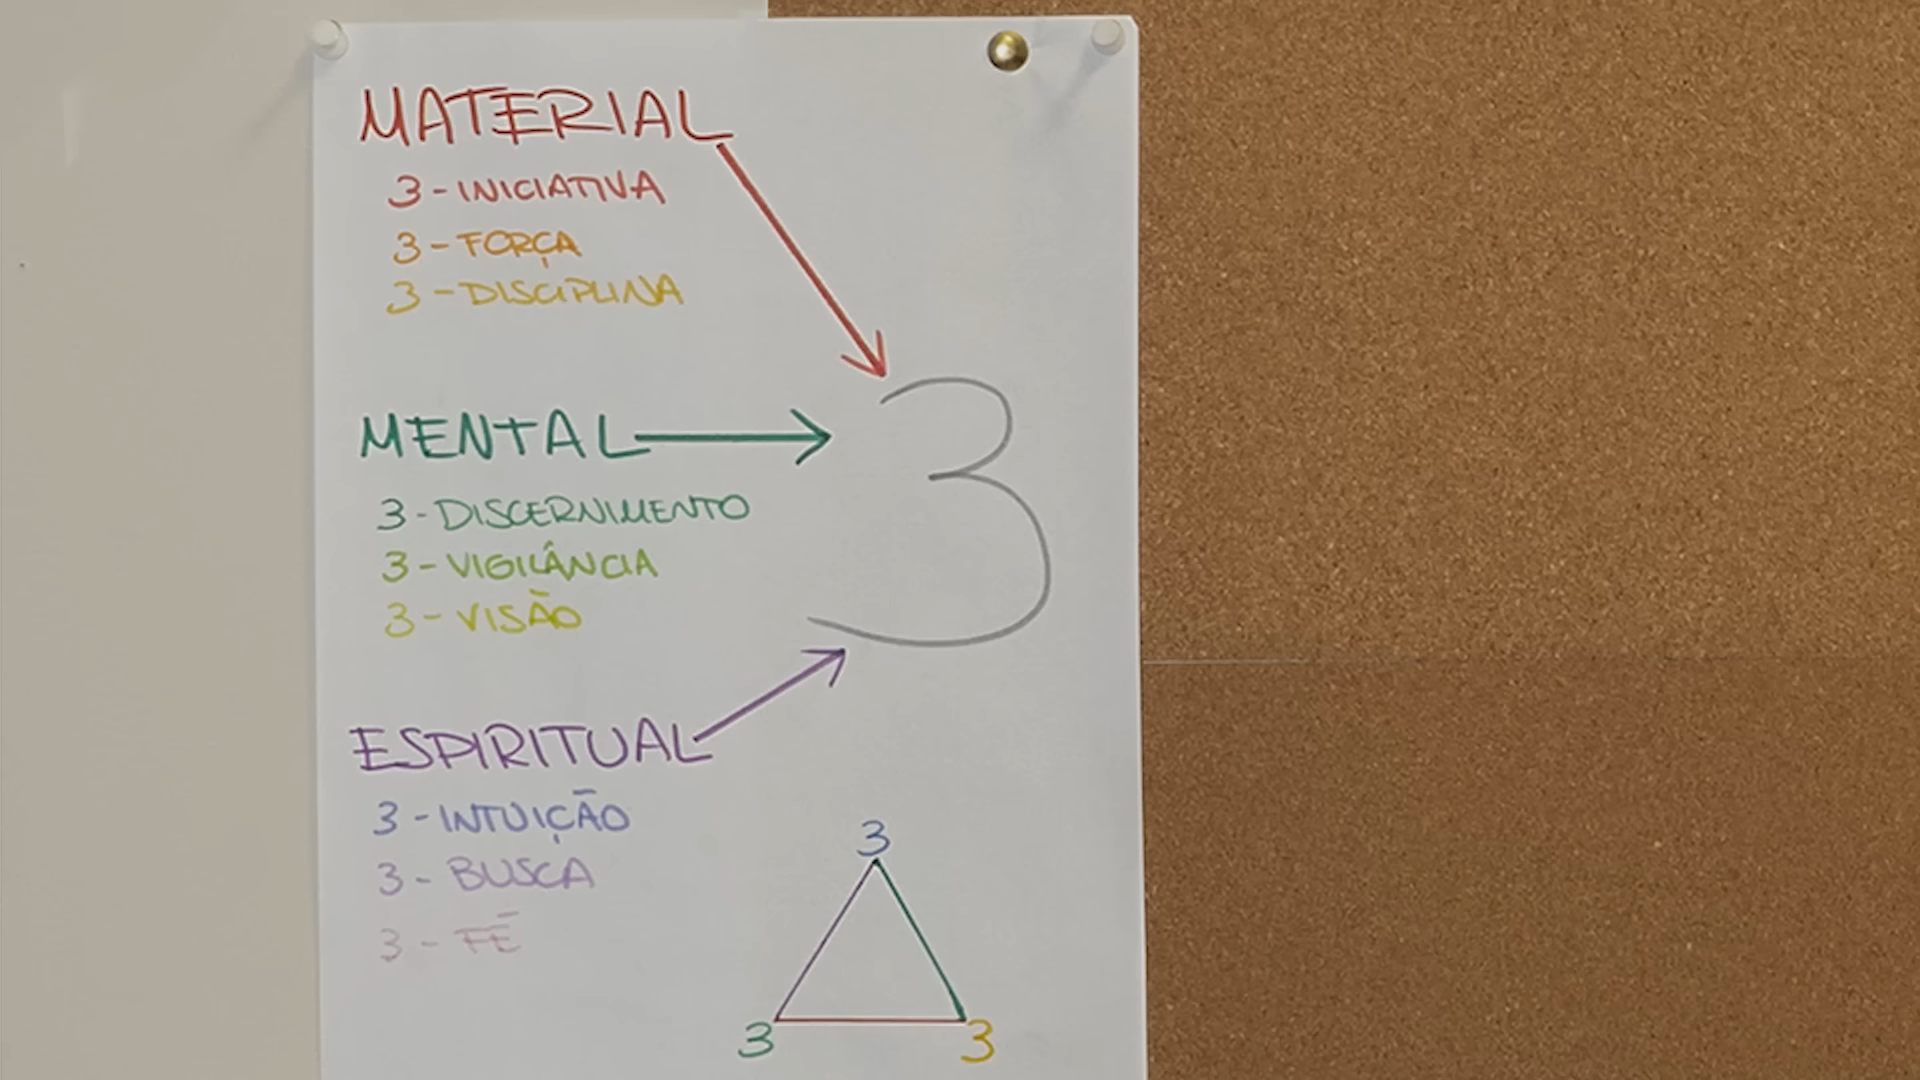 MATERIAL
3-INICIATIVA
3-FORÇA
3-DISCIPLINA
MENTAL
3
3-DISCERNIMENTO
3-VIGILÂNCIA
3-VISÃO
ESPIRITUAL
3-INTUIÇÃO
3-BUSCA
3-FÉ
3
3 3